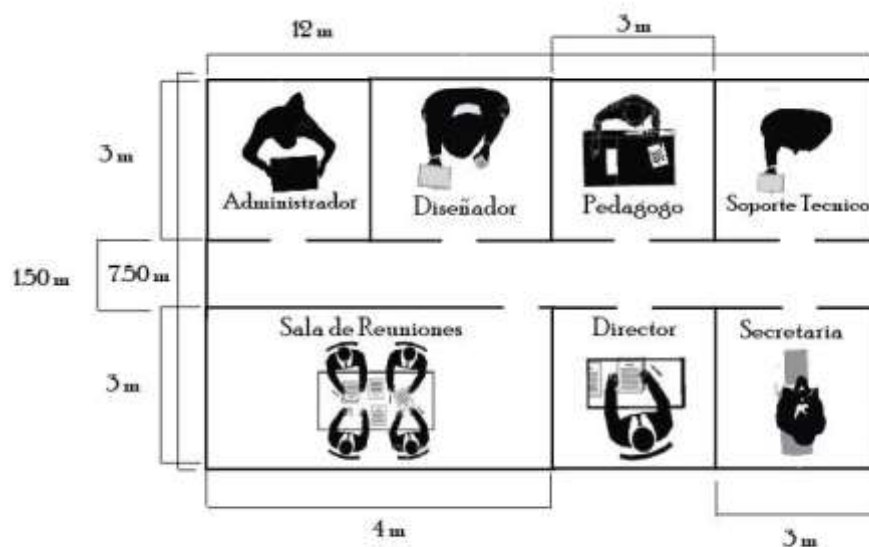 12 m
3 m
3 m
Administrador
Diseñador
Pedagogo
Soporte Tecnico
1.50 m
7.50 m
Sala de Reuniones
Director
Secretaria
3 m
4 m
3 m